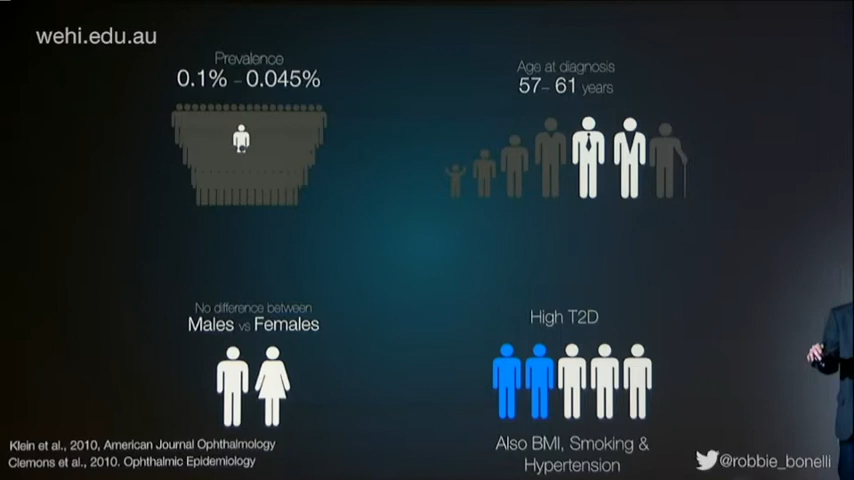 wehi.edu.au
Prevalence
0.1% – 0.045%
Age at diagnosis
57– 61 years
No difference between
Males vs Females
High T2D
Also BMI, Smoking &
Hypertension
Klein et al., 2010, American Journal Ophthalmology
Clemons et al., 2010. Ophthalmic Epidemiology
@robbie_bonelli